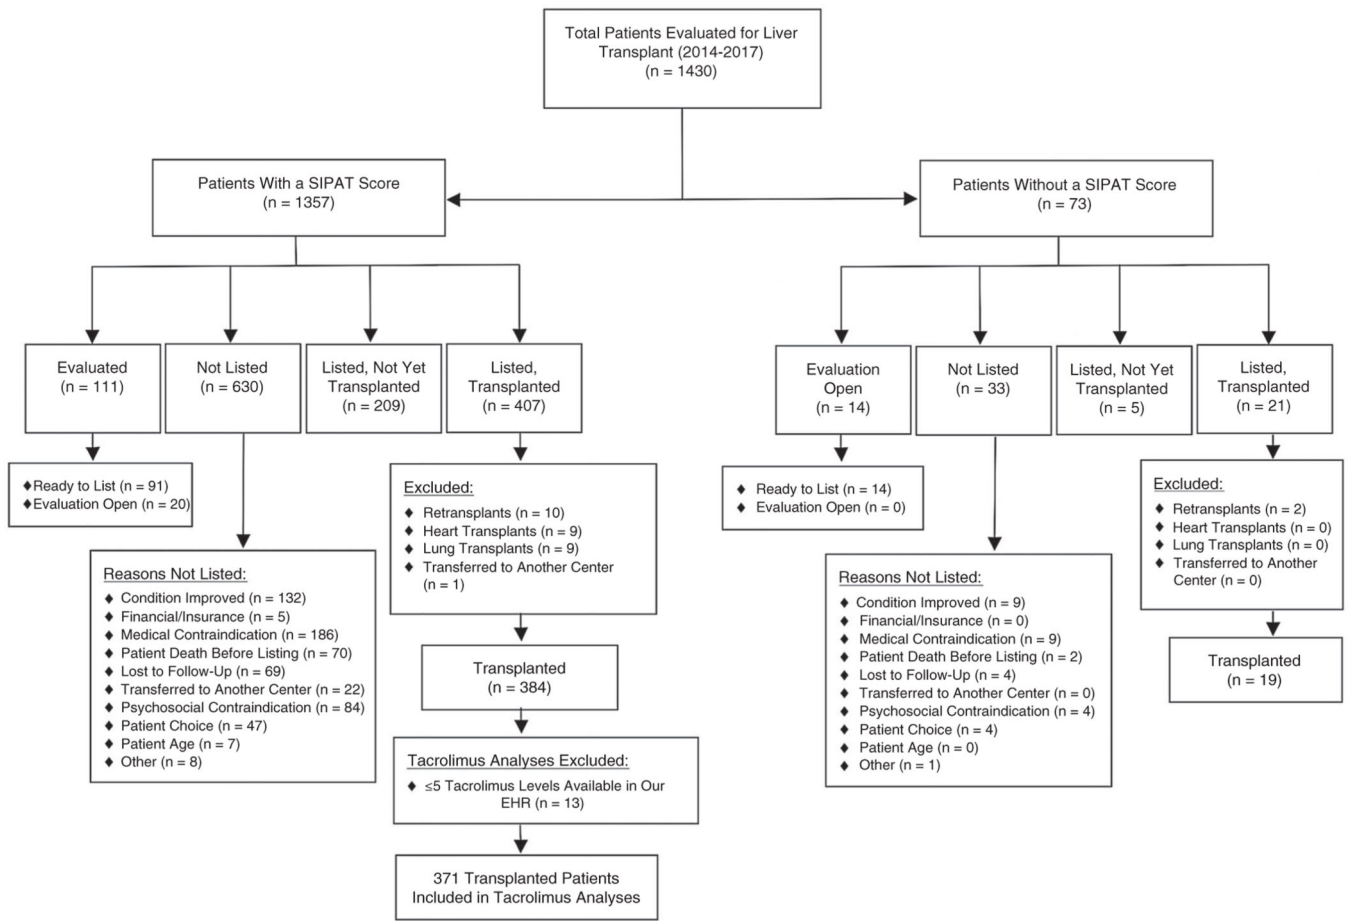 Total Patients Evaluated for Liver
Transplant (2014-2017)
(n = 1430)
Patients With a SIPAT Score
(n = 1357)
Patients Without a SIPAT Score
(n = 73)
Evaluated
(n = 111)
Not Listed
(n = 630)
Listed, Not Yet
Transplanted
(n = 209)
Listed,
Transplanted
(n = 407)
Evaluation
Open
(n = 14)
Not Listed
(n = 33)
Listed, Not Yet
Transplanted
(n = 5)
Listed,
Transplanted
(n = 21)
♦Ready to List (n = 91)
♦Evaluation Open (n = 20)
Reasons Not Listed:
♦ Condition Improved (n = 132)
♦ Financial/Insurance (n = 5)
♦ Medical Contraindication (n = 186)
♦ Patient Death Before Listing (n = 70)
♦ Lost to Follow-Up (n = 69)
♦ Transferred to Another Center (n = 22)
♦ Psychosocial Contraindication (n = 84)
♦ Patient Choice (n = 47)
♦ Patient Age (n = 7)
♦ Other (n = 8)
Excluded:
♦ Retransplants (n = 10)
♦ Heart Transplants (n = 9)
♦ Lung Transplants (n = 9)
♦ Transferred to Another Center
(n = 1)
Transplanted
(n = 384)
Tacrolimus Analyses Excluded:
♦ ≤5 Tacrolimus Levels Available in Our
EHR (n = 13)
371 Transplanted Patients
Included in Tacrolimus Analyses
♦ Ready to List (n = 14)
♦ Evaluation Open (n = 0)
Reasons Not Listed:
♦ Condition Improved (n = 9)
♦ Financial/Insurance (n = 0)
♦ Medical Contraindication (n = 9)
♦ Patient Death Before Listing (n = 2)
♦ Lost to Follow-Up (n = 4)
♦ Transferred to Another Center (n = 0)
♦ Psychosocial Contraindication (n = 4)
♦ Patient Choice (n = 4)
♦ Patient Age (n = 0)
♦ Other (n = 1)
Excluded:
♦ Retransplants (n = 2)
♦ Heart Transplants (n = 0)
♦ Lung Transplants (n = 0)
♦ Transferred to Another
Center (n = 0)
Transplanted
(n = 19)